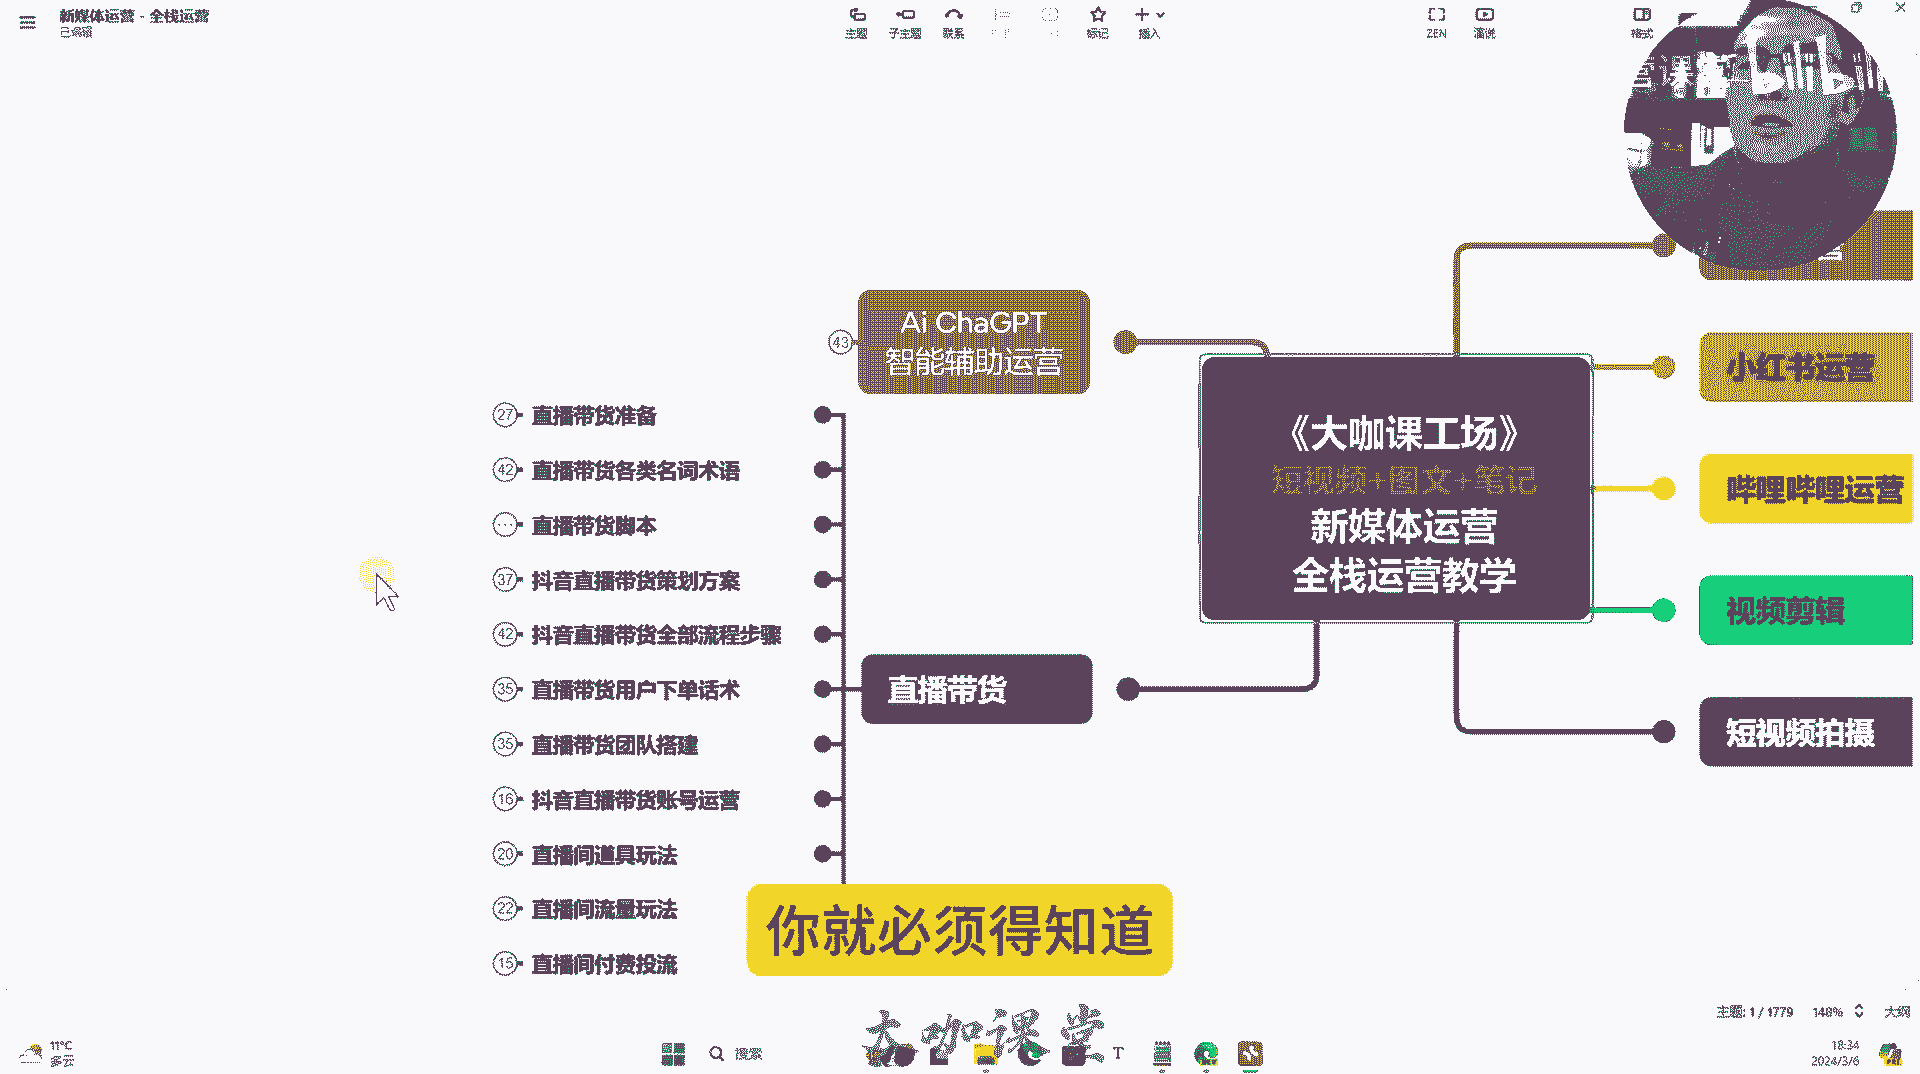 新媒体运营 - 全栈运营
已编辑
主题
子主题
联系
标记
插入
ZEN
演说
格式
营课堂
bilibili
Ai ChaGPT
智能辅助运营
43
小红书运营
哔哩哔哩运营
视频剪辑
短视频拍摄
《大咖课工场》
短视频+图文+笔记
新媒体运营
全栈运营教学
直播带货
27 直播带货准备
42 直播带货各类名词术语
··· 直播带货脚本
37 抖音直播带货策划方案
42 抖音直播带货全部流程步骤
35 直播带货用户下单话术
35 直播带货团队搭建
16 抖音直播带货账号运营
20 直播间道具玩法
22 直播间流量玩法
15 直播间付费投流
你就必须得知道
大咖课堂
主题: 1 / 1779
148%
大纲
11°C
多云
搜索
18:34
2024/3/6